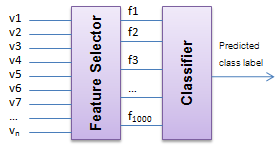 v1
v2
v3
v4
v5
v6
v7
...
vn
Feature Selector
f1
f2
f3
...
f1000
Classifier
Predicted
class label